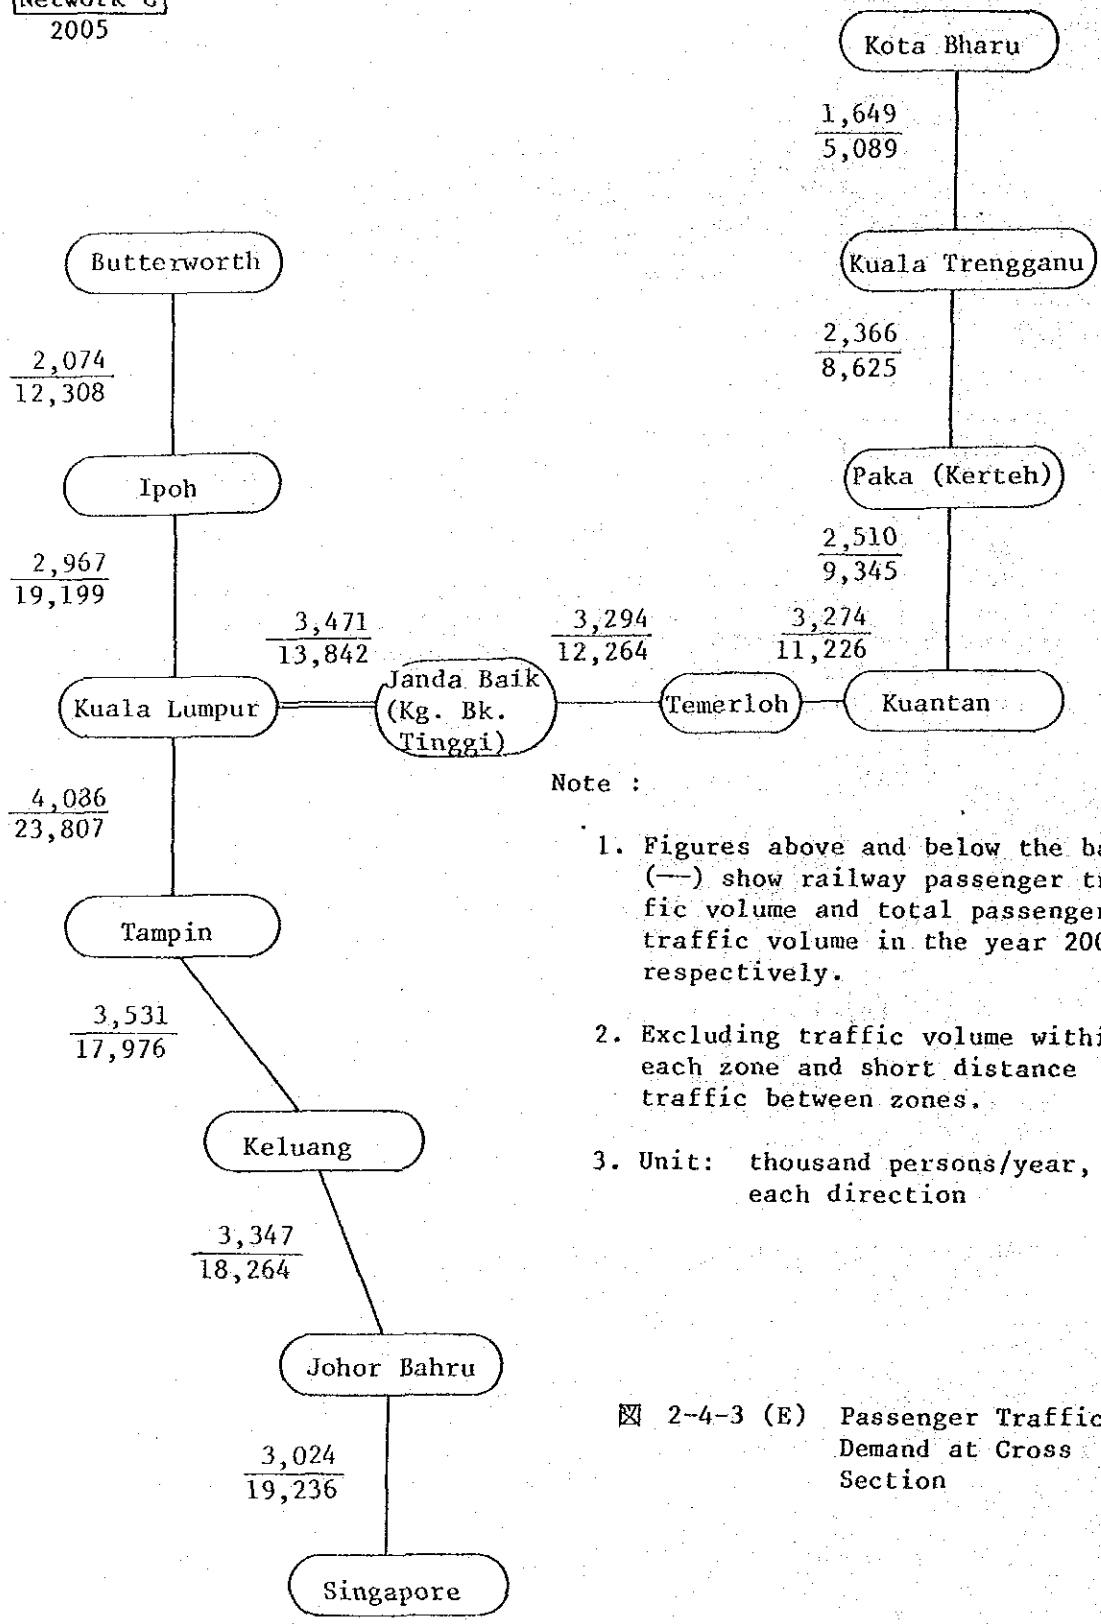 2005
Kota Bharu
1,649
5,089
Butterworth
Kuala Trengganu
2,074
12,308
2,366
8,625
Ipoh
Paka (Kerteh)
2,967
19,199
2,510
9,345
3,471
13,842
3,294
12,264
3,274
11,226
Kuala Lumpur
Janda Baik
(Kg. Bk.
Tinggi)
Temerloh
Kuantan
4,036
23,807
Note :
1. Figures above and below the
(—) show railway passenger
fic volume and total passenger
traffic volume in the year
respectively.
Tampin
3,531
17,976
2. Excluding traffic volume
each zone and short distance
traffic between zones.
Keluang
3. Unit: thousand persons/year,
each direction
3,347
18,264
Johor Bahru
図 2-4-3 (E) Passenger Traffic
Demand at Cross
Section
3,024
19,236
Singapore